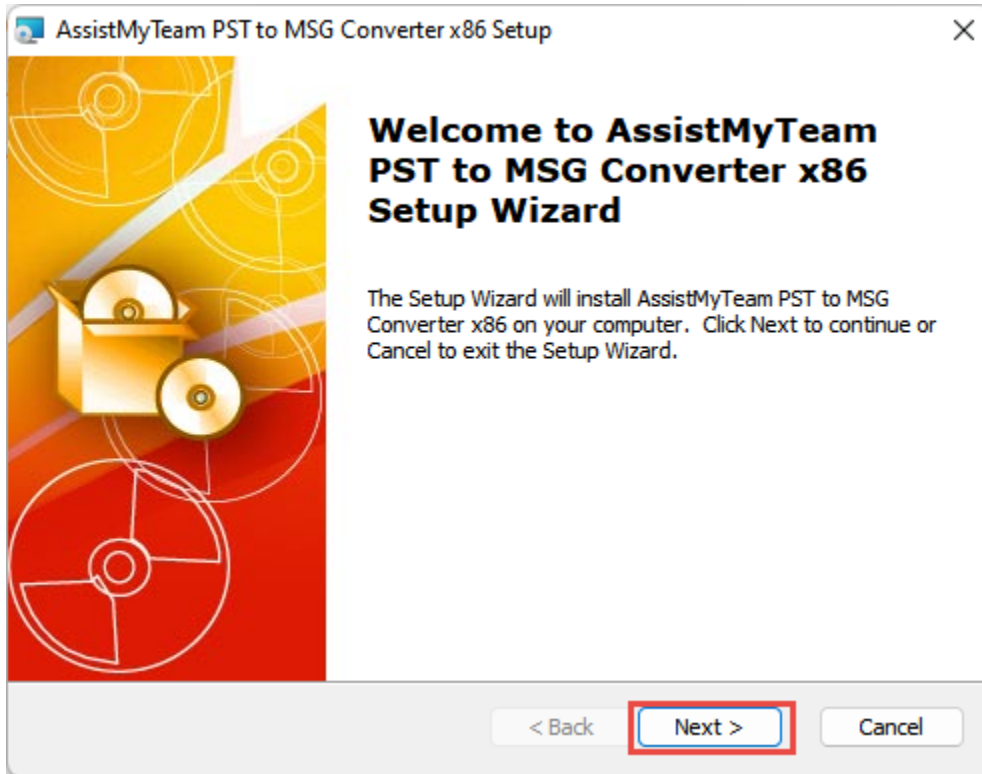 AssistMyTeam PST to MSG Converter x86 Setup
Welcome to AssistMyTeam
PST to MSG Converter x86
Setup Wizard
The Setup Wizard will install AssistMyTeam PST to MSG
Converter x86 on your computer. Click Next to continue or
Cancel to exit the Setup Wizard.
< Back
Next >
Cancel